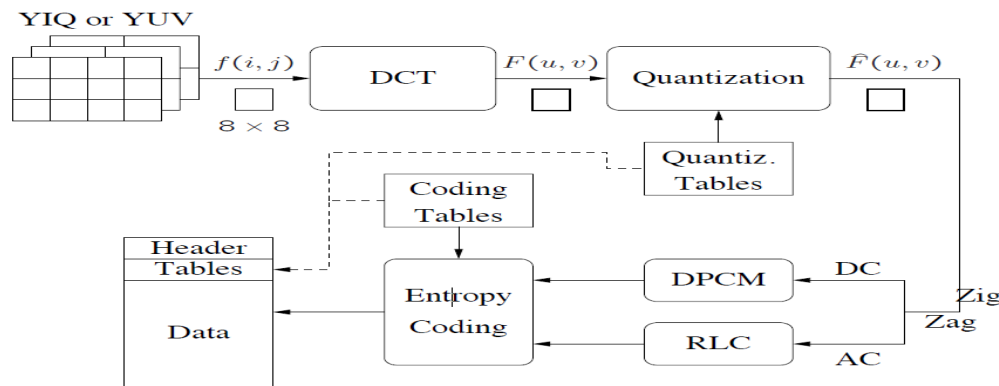 YIQ or YUV
f(i, j)
8 × 8
DCT
F(u, v)
Quantization
F̂(u, v)
Quantiz.
Tables
Coding
Tables
Header
Tables
Data
Entropy
Coding
DPCM
DC
RLC
AC
Zig
Zag